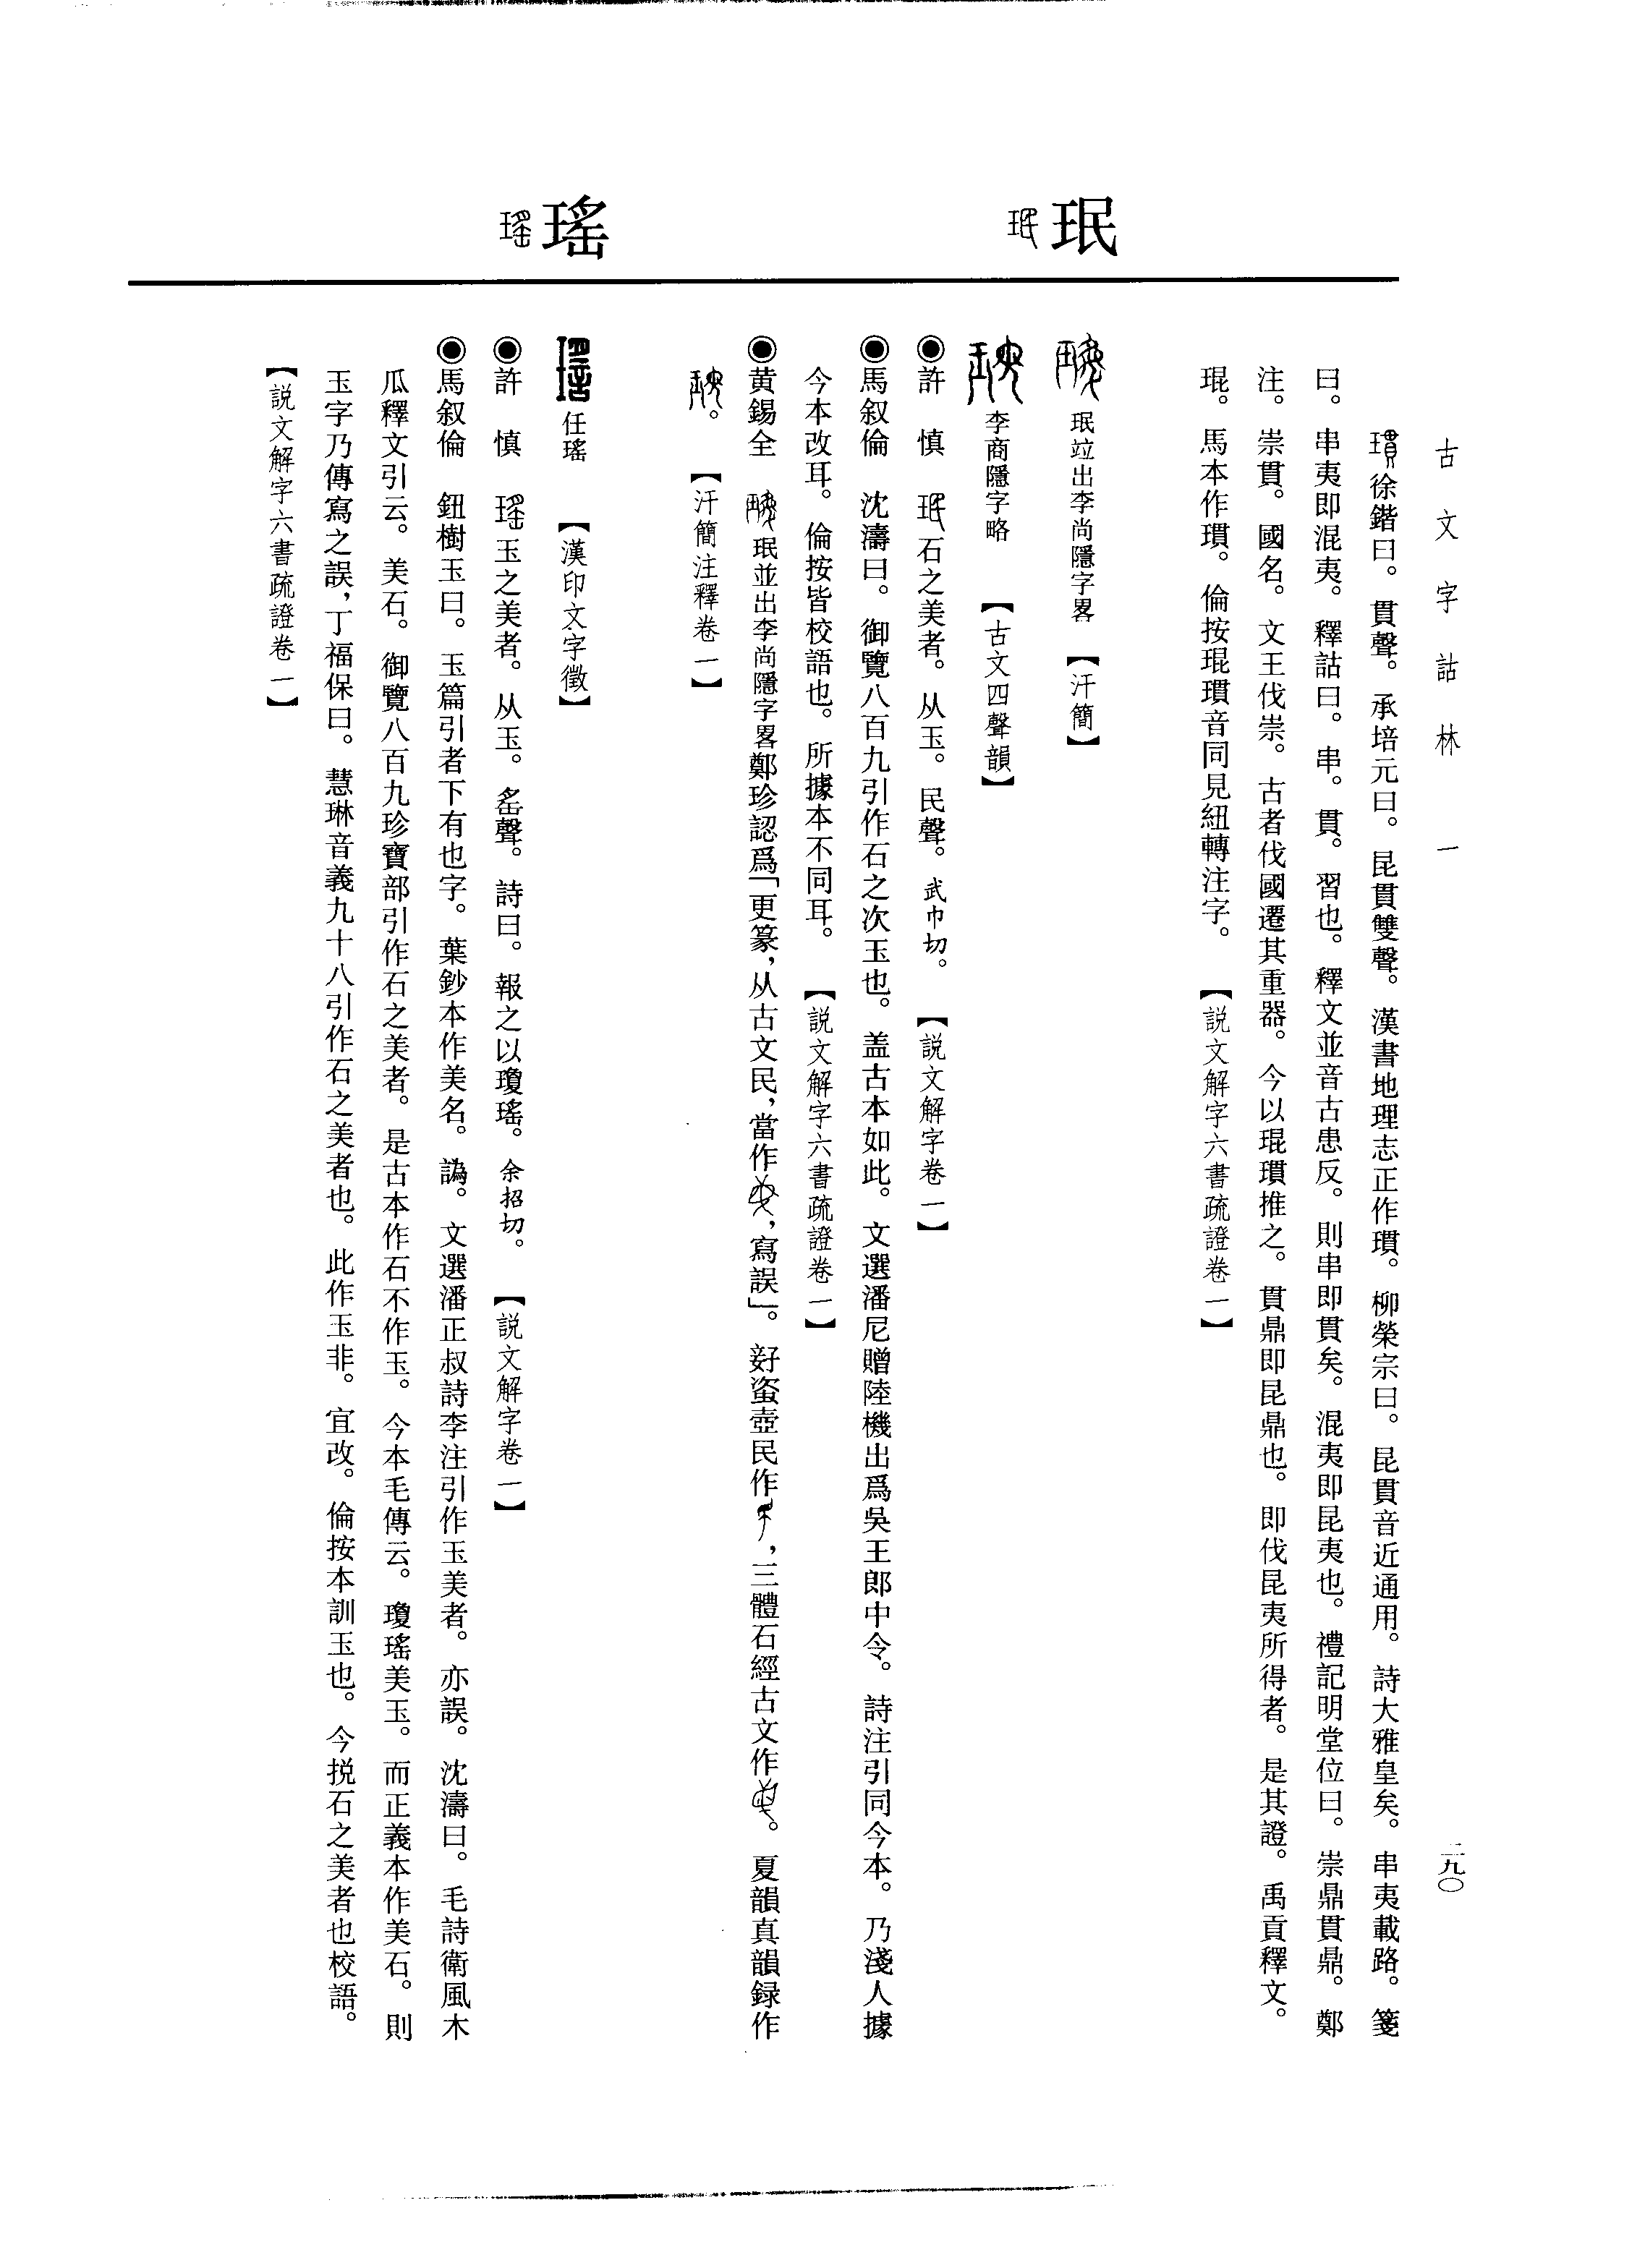 古文字詁林 一
二九〇
珉
瑤
徐鍇曰。貫聲。承培元曰。昆貫雙聲。漢書地理志正作瑻。柳榮宗曰。昆貫音近通用。詩大雅皇矣。串夷載路。箋
曰。串夷即混夷。釋詁曰。串。貫。習也。釋文並音古患反。則串即貫矣。混夷即昆夷也。禮記明堂位曰。崇鼎貫鼎。鄭
注。崇貫。國名。文王伐崇。古者伐國遷其重器。今以琨瑻推之。貫鼎即昆鼎也。即伐昆夷所得者。是其證。禹貢釋文。
琨。馬本作瑻。倫按琨瑻音同見紐轉注字。【説文解字六書疏證卷一】
珉竝出李尚隱字畧【汗簡】
李商隱字略【古文四聲韻】
◉許 慎 石之美者。从玉。民聲。武巾切。【説文解字卷一】
◉馬叙倫 沈濤曰。御覽八百九引作石之次玉也。盖古本如此。文選潘尼贈陸機出爲吳王郎中令。詩注引同今本。乃淺人據
今本改耳。倫按皆校語也。所據本不同耳。【説文解字六書疏證卷一】
◉黄錫全 珉並出李尚隱字畧鄭珍認爲「更篆，从古文民，當作，寫誤」。𡥆盗壺民作，三體石經古文作。夏韻真韻録作
。【汗簡注釋卷一】
任瑤【漢印文字徵】
◉許 慎 玉之美者。从玉。䍃聲。詩曰。報之以瓊瑤。余招切。【説文解字卷一】
◉馬叙倫 鈕樹玉曰。玉篇引者下有也字。葉鈔本作美名。譌。文選潘正叔詩李注引作玉美者。亦誤。沈濤曰。毛詩衛風木
瓜釋文引云。美石。御覽八百九珍寶部引作石之美者。是古本作石不作玉。今本毛傳云。瓊瑤美玉。而正義本作美石。則
玉字乃傳寫之誤，丁福保曰。慧琳音義九十八引作石之美者也。此作玉非。宜改。倫按本訓玉也。今挩石之美者也校語。
【説文解字六書疏證卷一】